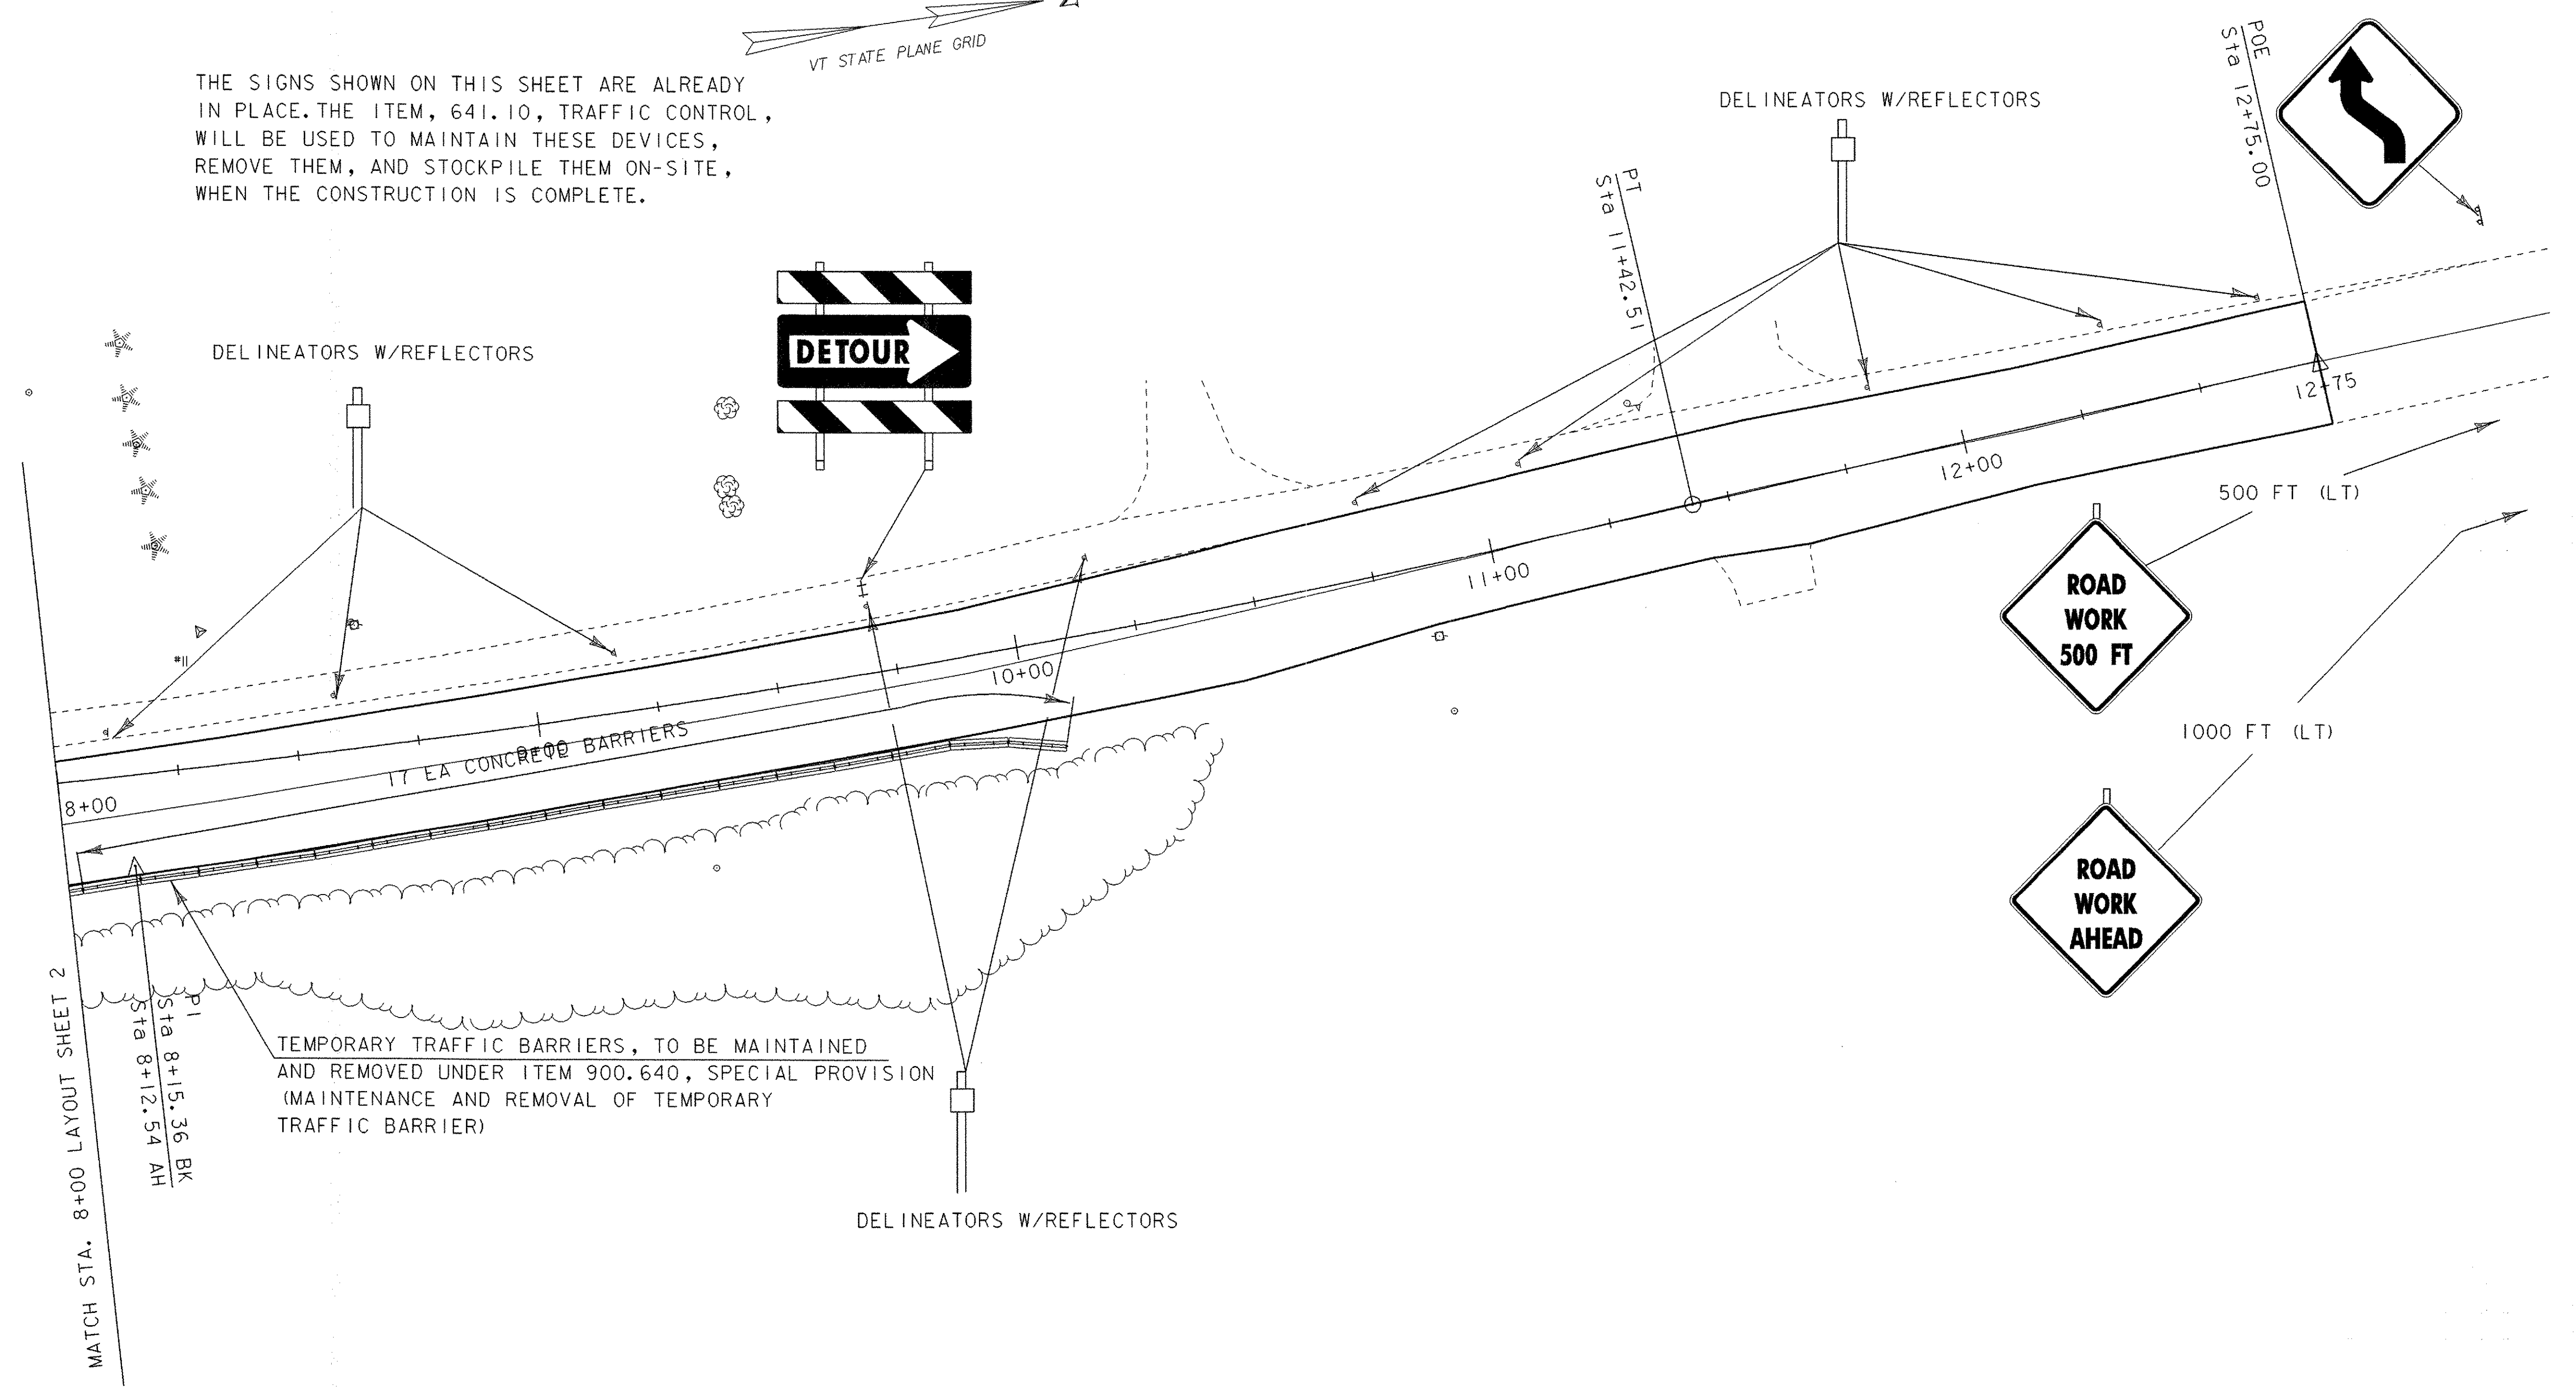 VT STATE PLANE GRID
THE SIGNS SHOWN ON THIS SHEET ARE ALREADY
IN PLACE. THE ITEM, 641.10, TRAFFIC CONTROL,
WILL BE USED TO MAINTAIN THESE DEVICES,
REMOVE THEM, AND STOCKPILE THEM ON-SITE,
WHEN THE CONSTRUCTION IS COMPLETE.
DELINEATORS W/REFLECTORS
POE
Sta 12+75.00
PT
Sta 11+42.51
DELINEATORS W/REFLECTORS
DETOUR
12+75
12+00
11+00
10+00
9+00
8+00
17 EA CONCRETE BARRIERS
#11
500 FT (LT)
ROAD
WORK
500 FT
1000 FT (LT)
ROAD
WORK
AHEAD
PI
Sta 8+15.36 BK
Sta 8+12.54 AH
MATCH STA. 8+00 LAYOUT SHEET 2
TEMPORARY TRAFFIC BARRIERS, TO BE MAINTAINED
AND REMOVED UNDER ITEM 900.640, SPECIAL PROVISION
(MAINTENANCE AND REMOVAL OF TEMPORARY
TRAFFIC BARRIER)
DELINEATORS W/REFLECTORS